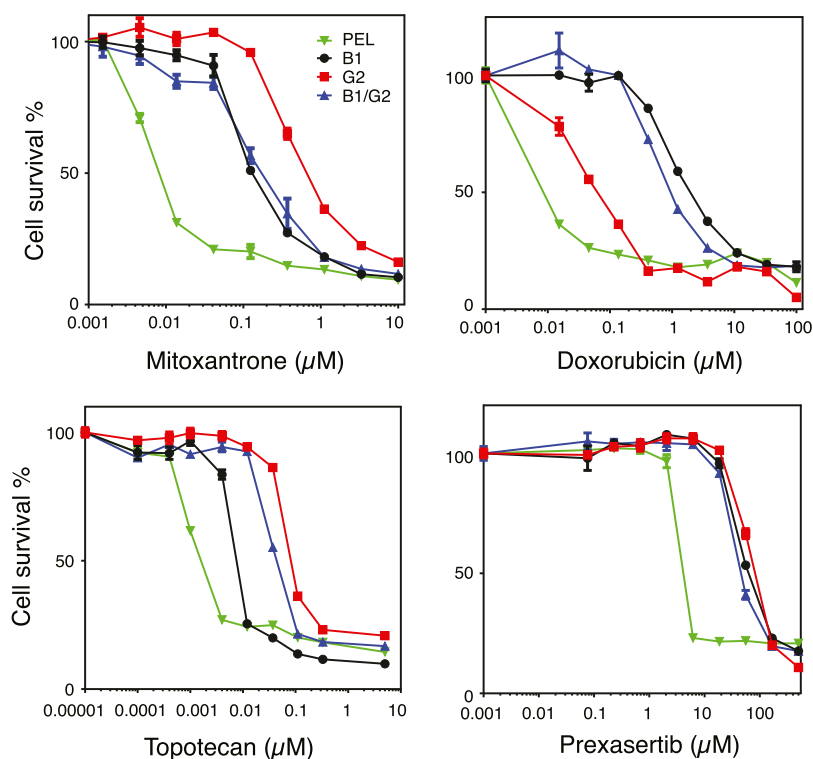 100
50
0
Cell survival %
0.001 0.01 0.1 1 10
Mitoxantrone (µM)
PEL
B1
G2
B1/G2
100
50
0
0.001 0.01 0.1 1 10 100
Doxorubicin (µM)
100
50
0
Cell survival %
0.00001 0.0001 0.001 0.01 0.1 1 10
Topotecan (µM)
100
50
0
0.001 0.01 0.1 1 10 100
Prexasertib (µM)